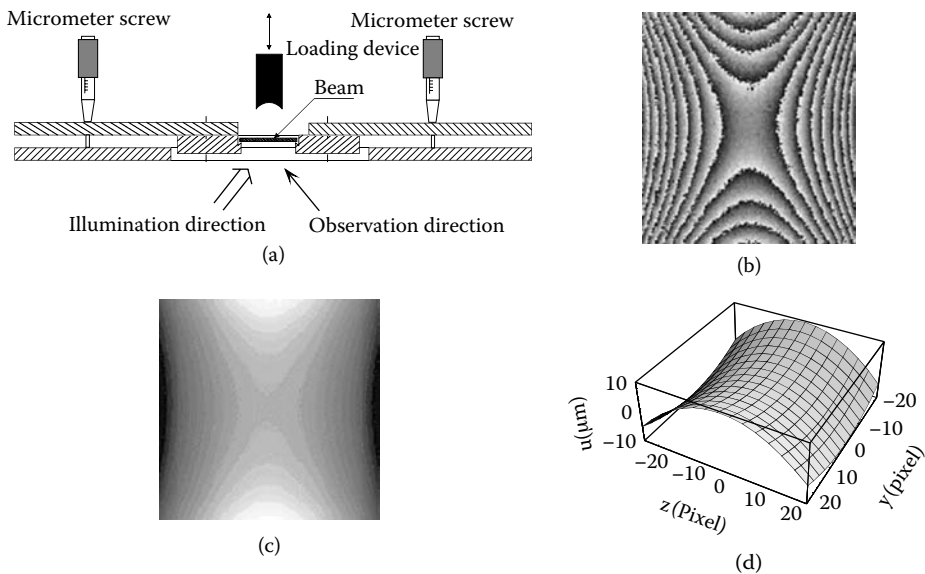 Micrometer screw
Micrometer screw
Loading device
Beam
Illumination direction
Observation direction
(a)
(b)
(c)
10
0
−10
u(μm)
−20
−10
0
10
20
z(Pixel)
−20
−10
0
10
20
y(pixel)
(d)